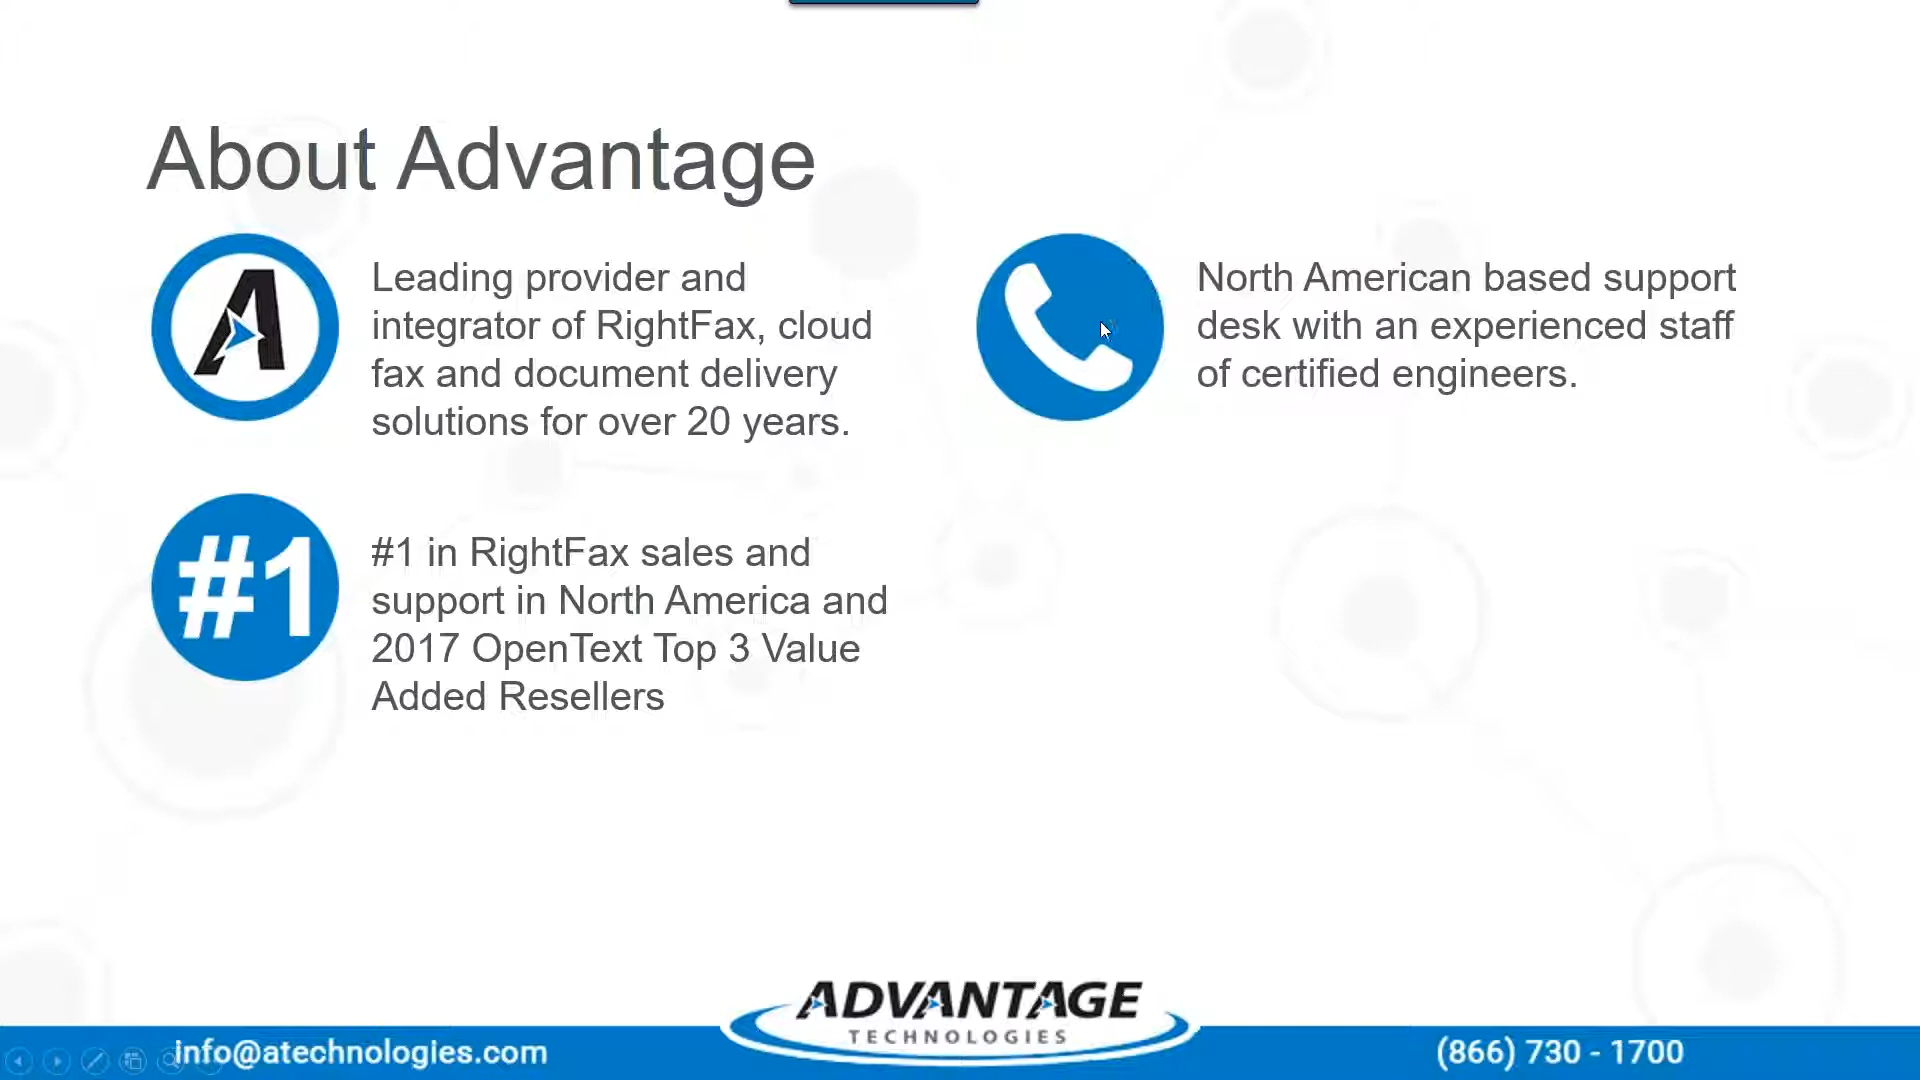 About Advantage
A
Leading provider and
integrator of RightFax, cloud
fax and document delivery
solutions for over 20 years.
North American based support
desk with an experienced staff
of certified engineers.
#1
#1 in RightFax sales and
support in North America and
2017 OpenText Top 3 Value
Added Resellers
ADVANTAGE
TECHNOLOGIES
info@atechnologies.com
(866) 730 - 1700